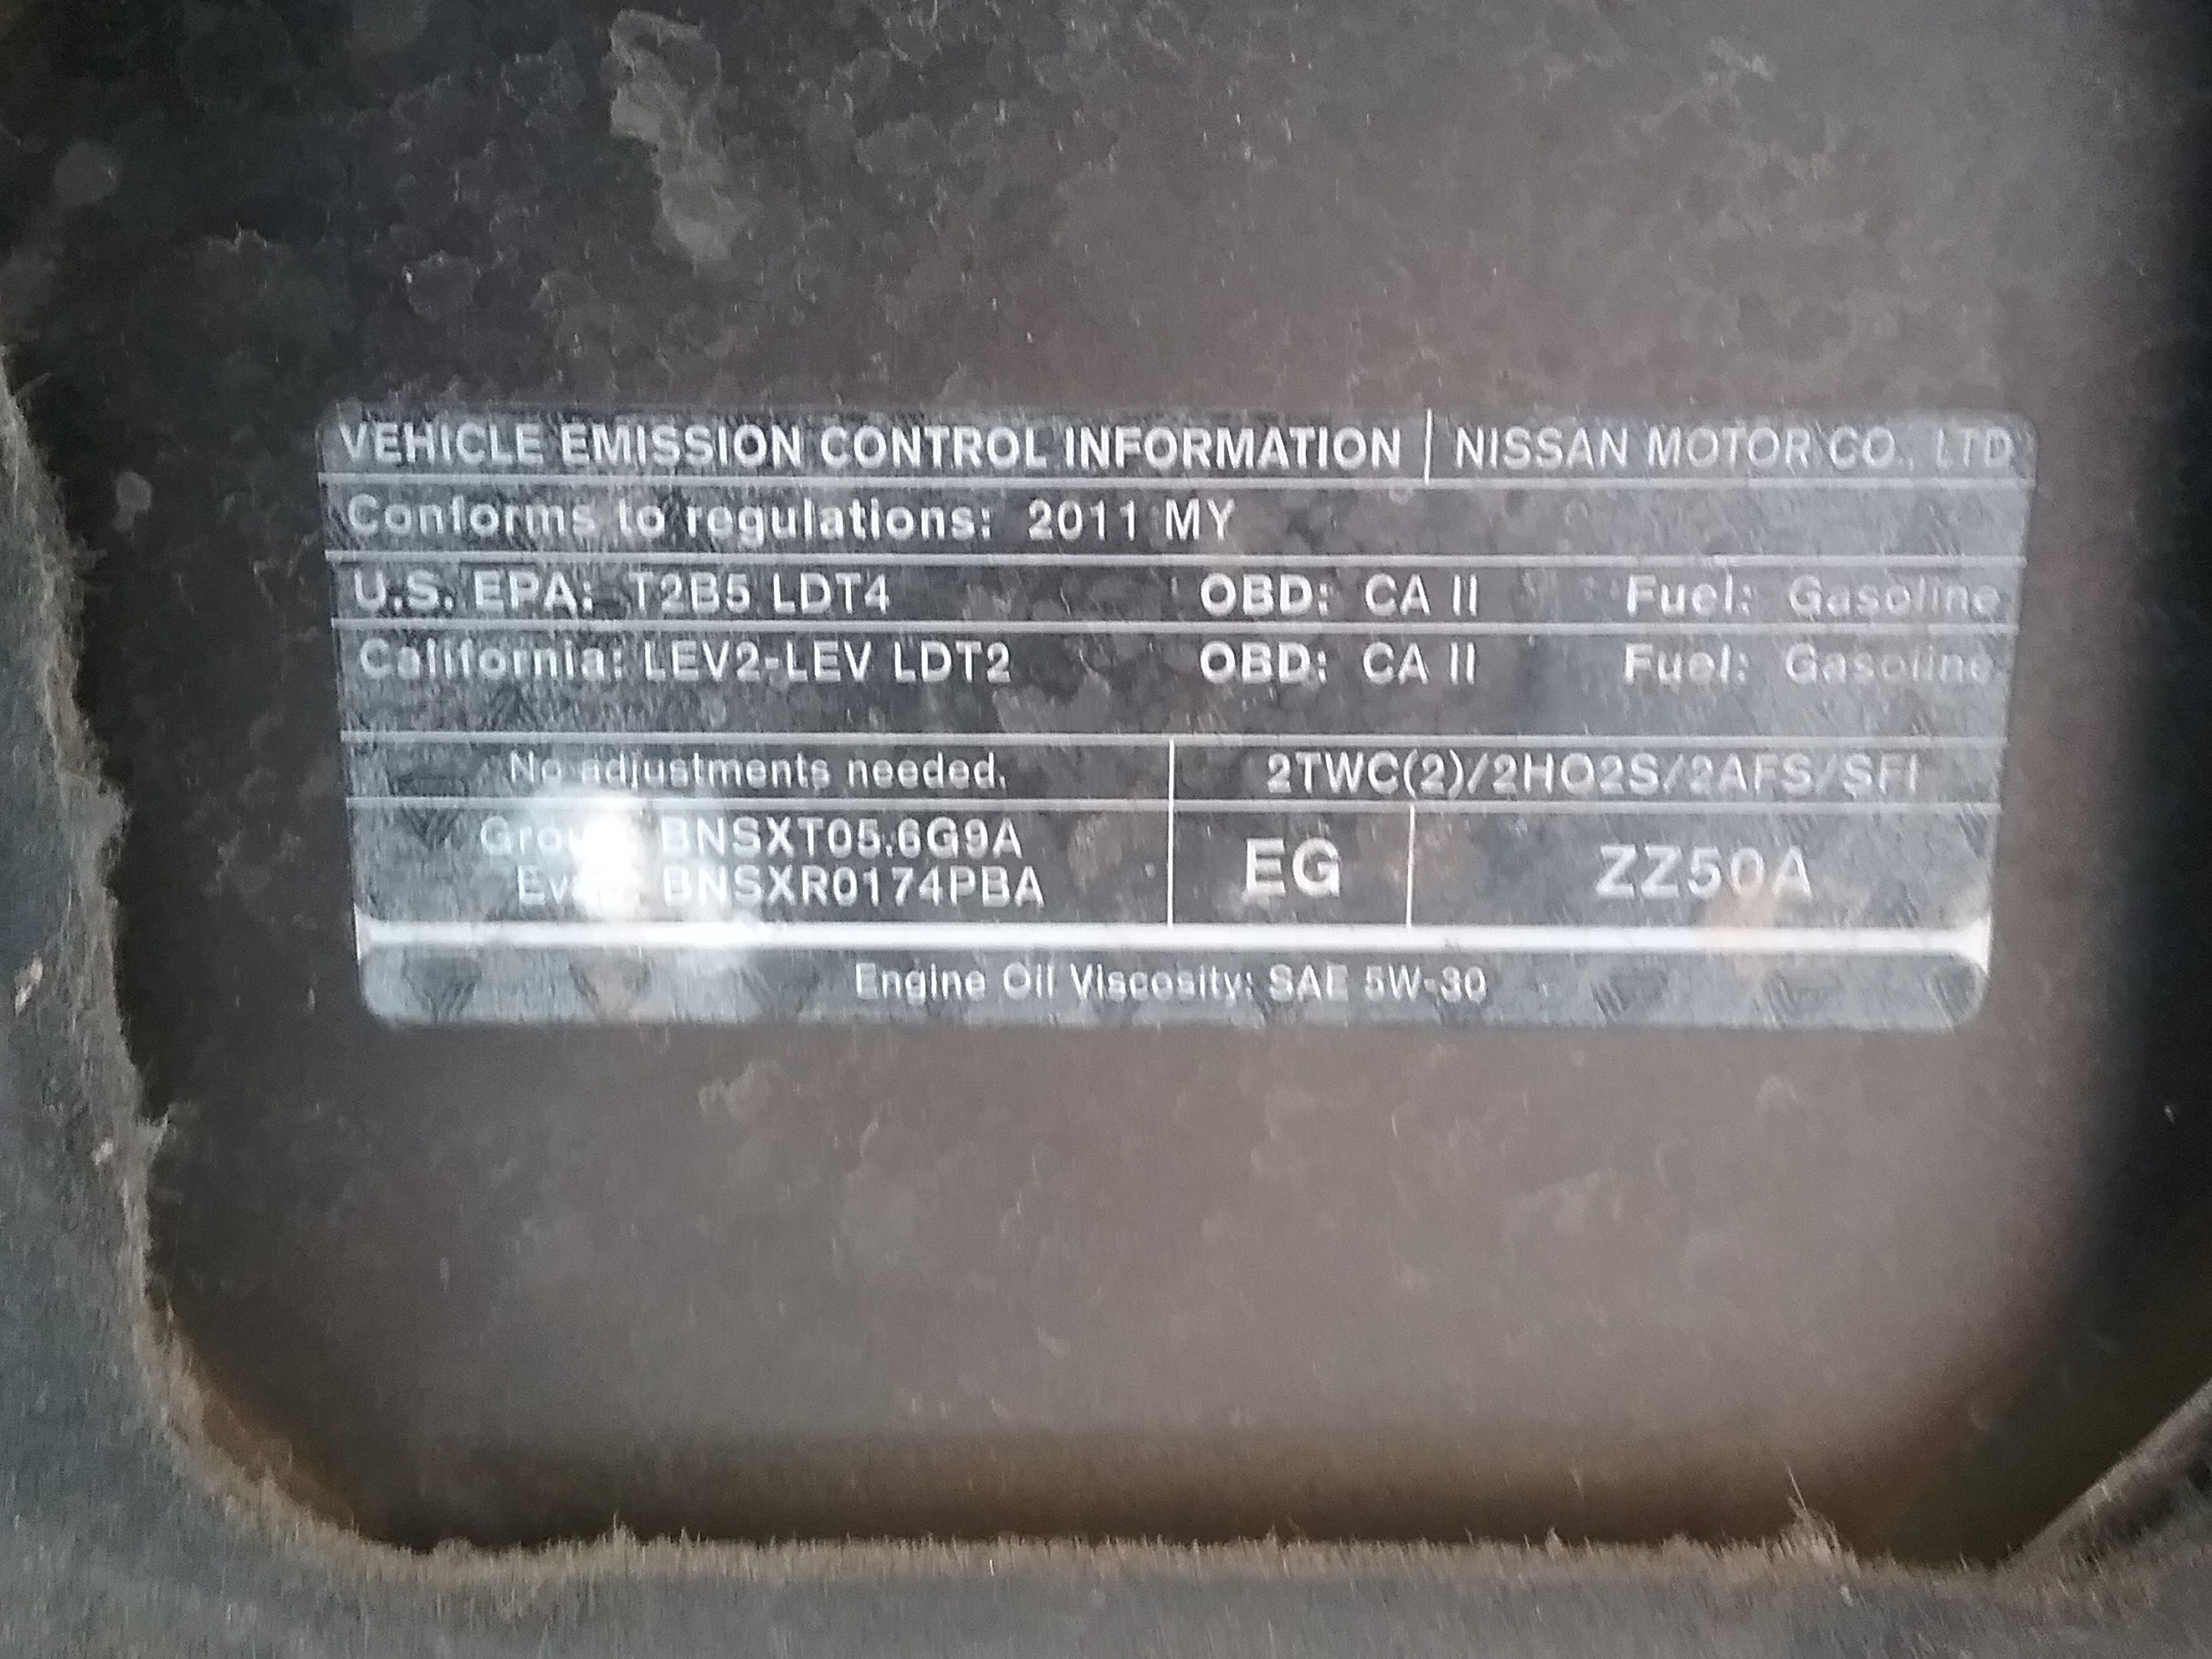 VEHICLE EMISSION CONTROL INFORMATION | NISSAN MOTOR CO., LTD
Conforms to regulations: 2011 MY
U.S. EPA: T2B5 LDT4 OBD: CA II Fuel: Gasoline
California: LEV2-LEV LDT2 OBD: CA II Fuel: Gasoline
No adjustments needed. 2TWC(2)/2HO2S/2AFS/SFI
BNSXT05.6G9A
BNSXR0174PBA
EG ZZ50A
Engine Oil Viscosity: SAE 5W-30